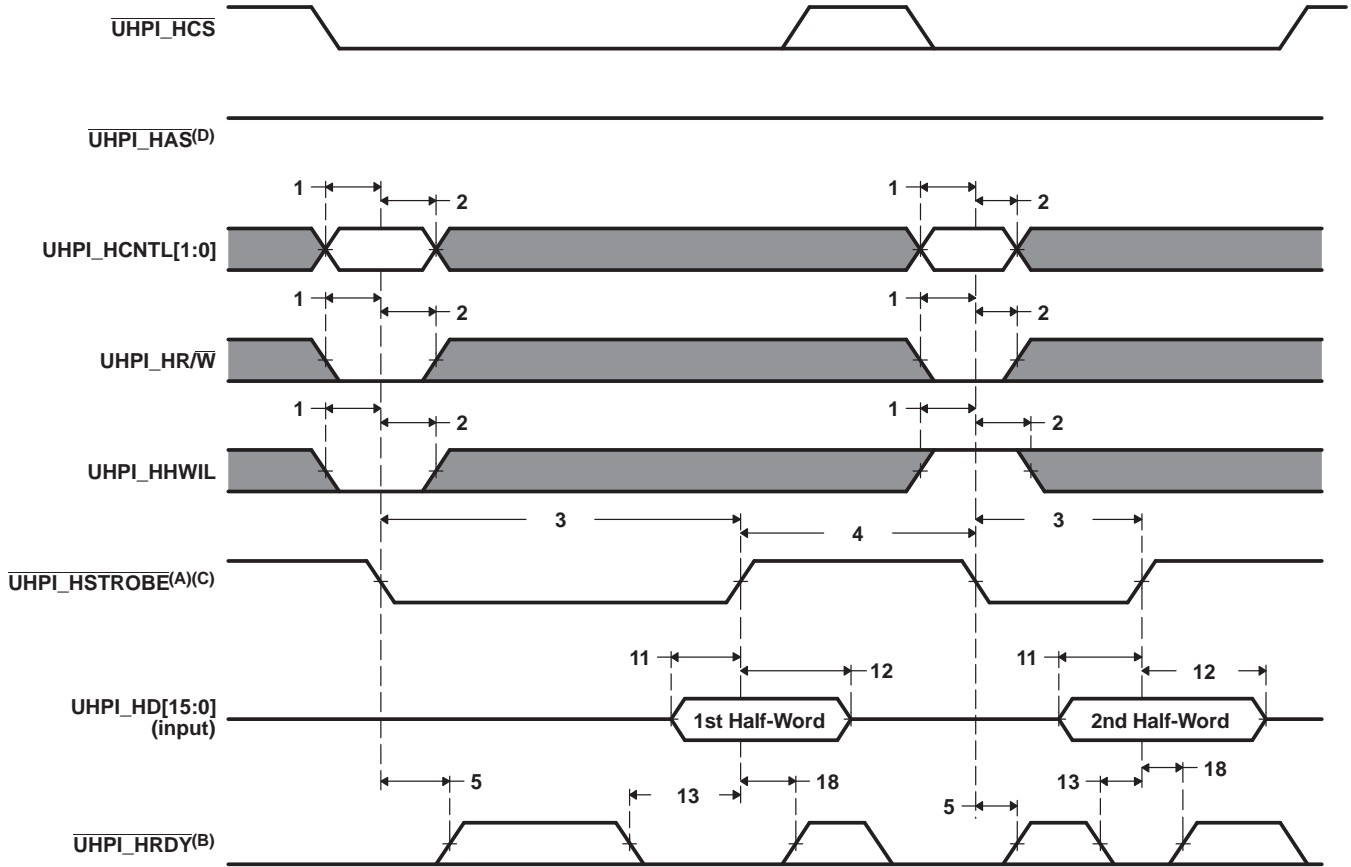 UHPI_HCS
UHPI_HAS(D)
1 2 1 2
UHPI_HCNTL[1:0]
1 2 1 2
UHPI_HR/W
1 2 1 2
UHPI_HHWIL
3 4 3
UHPI_HSTROBE(A)(C)
11 12 11 12
UHPI_HD[15:0]
(input)
1st Half-Word 2nd Half-Word
5 13 18 5 13 18
UHPI_HRDY(B)